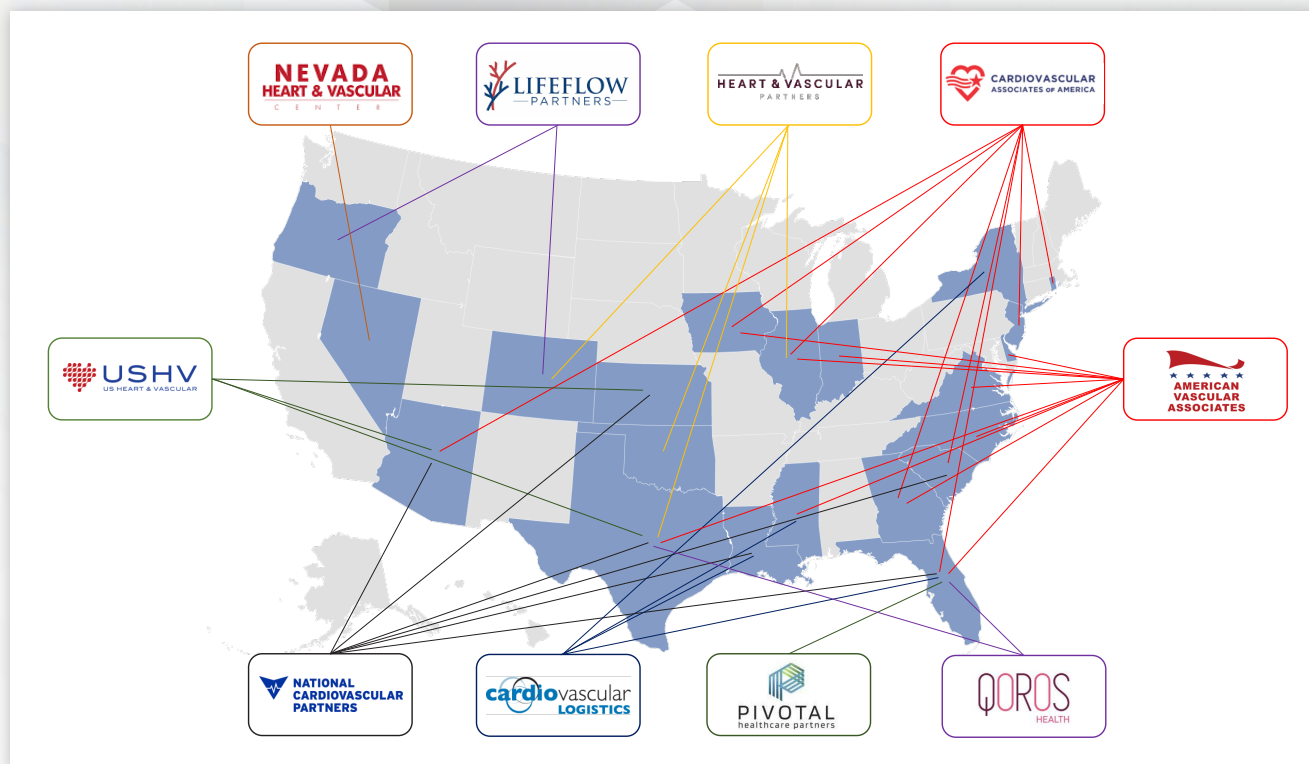 NEVADA
HEART & VASCULAR
CENTER
LIFEFLOW
PARTNERS
HEART & VASCULAR
PARTNERS
CARDIOVASCULAR
ASSOCIATES OF AMERICA
USHV
US HEART & VASCULAR
AMERICAN
VASCULAR
ASSOCIATES
NATIONAL
CARDIOVASCULAR
PARTNERS
cardiovascular
LOGISTICS
PIVOTAL
healthcare partners
QOROS
HEALTH